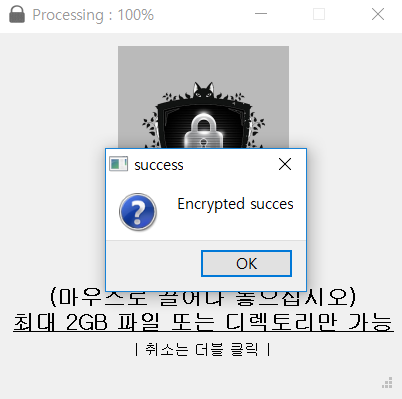 Processing : 100%
success
Encrypted succes
OK
(마우스로 끌어다 놓으십시오)
최대 2GB 파일 또는 디렉토리만 가능
| 취소는 더블 클릭 |